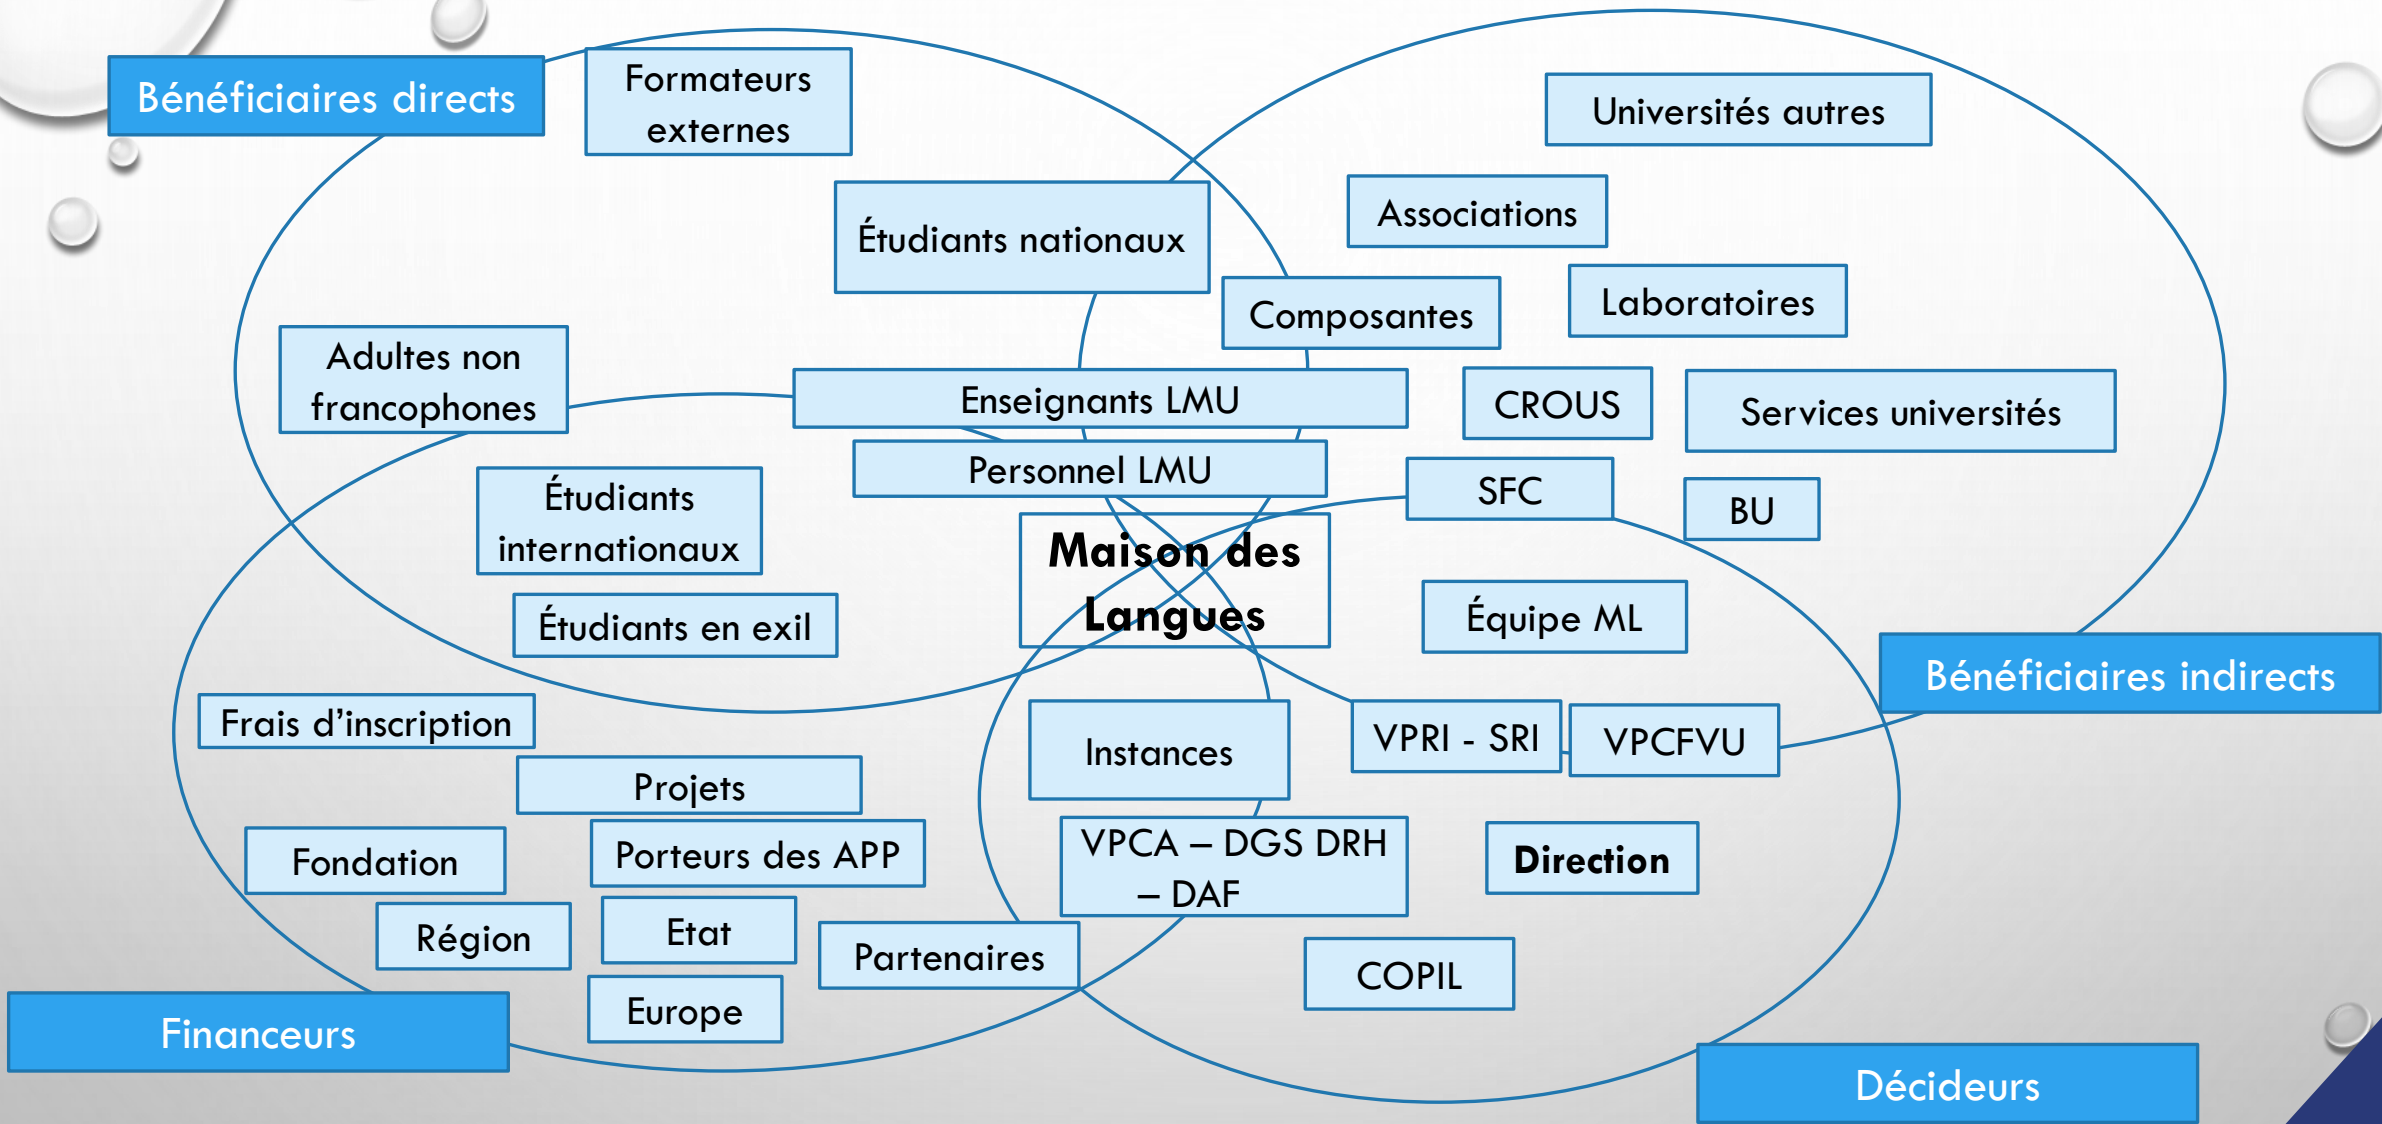 Bénéficiaires directs
Formateurs
externes
Universités autres
Étudiants nationaux
Associations
Composantes
Laboratoires
Adultes non
francophones
Enseignants LMU
CROUS
Services universités
Personnel LMU
Étudiants
internationaux
SFC
BU
Maison des
Langues
Étudiants en exil
Équipe ML
Bénéficiaires indirects
Frais d’inscription
Instances
VPRI - SRI
VPCFVU
Projets
Fondation
Porteurs des APP
VPCA – DGS DRH
– DAF
Direction
Région
Etat
Partenaires
COPIL
Europe
Financeurs
Décideurs